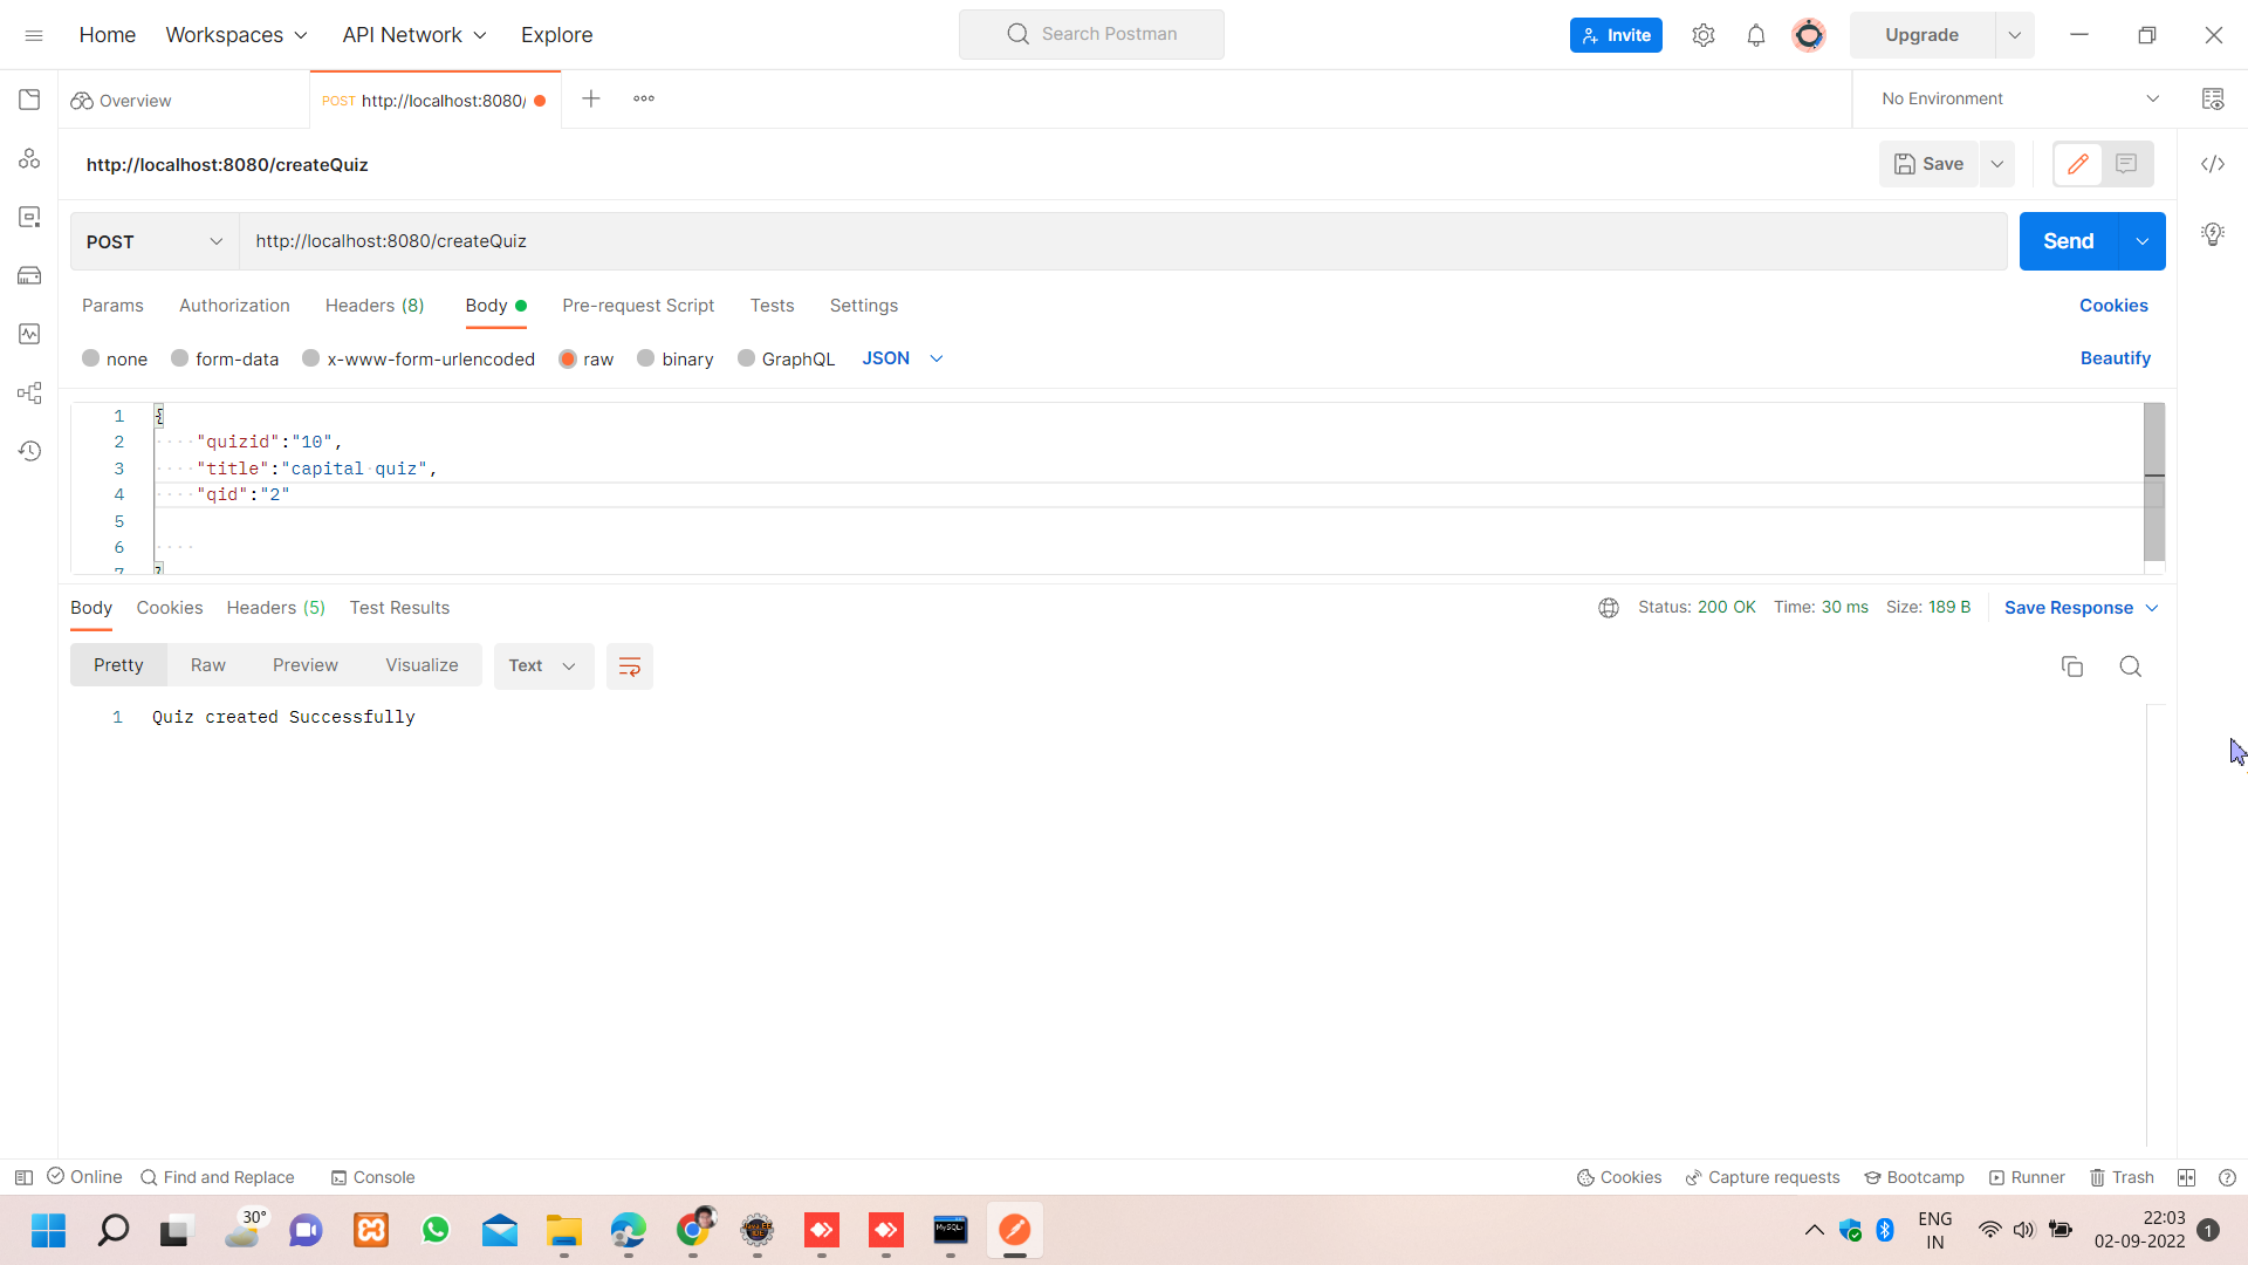 Home Workspaces API Network Explore Search Postman Invite Upgrade
Overview POST http://localhost:8080/ No Environment
http://localhost:8080/createQuiz Save
POST http://localhost:8080/createQuiz Send
Params Authorization Headers (8) Body Pre-request Script Tests Settings Cookies
none form-data x-www-form-urlencoded raw binary GraphQL JSON Beautify
1 {
2 "quizid":"10",
3 "title":"capital quiz",
4 "qid":"2"
5
6
7 }
Body Cookies Headers (5) Test Results Status: 200 OK Time: 30 ms Size: 189 B Save Response
Pretty Raw Preview Visualize Text
1 Quiz created Successfully
Online Find and Replace Console Cookies Capture requests Bootcamp Runner Trash
30° ENG 22:03
IN 02-09-2022 1